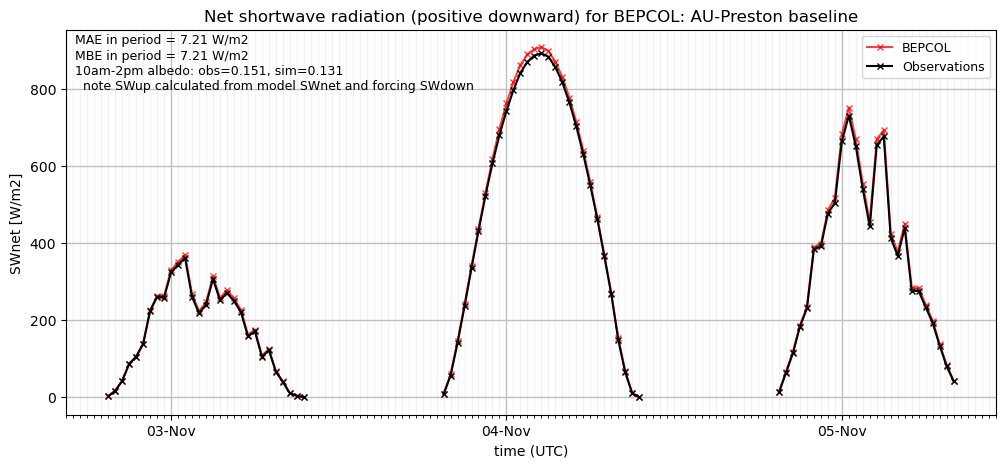 Net shortwave radiation (positive downward) for BEPCOL: AU-Preston baseline
MAE in period = 7.21 W/m2
MBE in period = 7.21 W/m2
10am-2pm albedo: obs=0.151, sim=0.131
note SWup calculated from model SWnet and forcing SWdown
BEPCOL
Observations
SWnet [W/m2]
800
600
400
200
0
03-Nov
04-Nov
05-Nov
time (UTC)